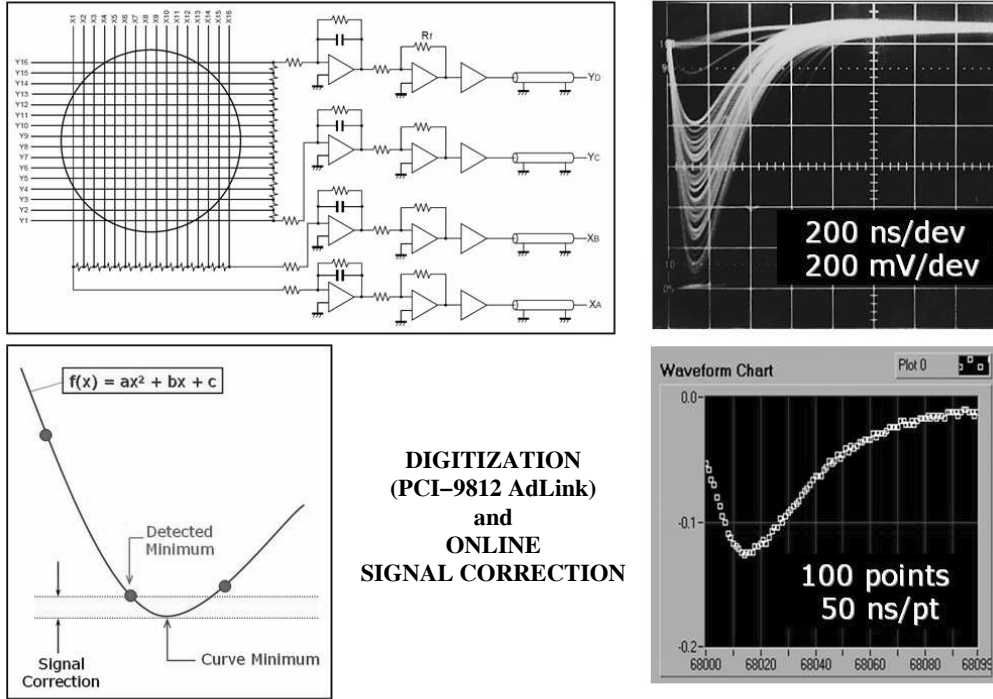 X1 X2 X3 X4 X5 X6 X7 X8 X9 X10 X11 X12 X13 X14 X15 X16
Y16
Y15
Y14
Y13
Y12
Y11
Y10
Y9
Y8
Y7
Y6
Y5
Y4
Y3
Y2
Y1
Rf
YD
YC
XB
XA
200 ns/dev
200 mV/dev
f(x) = ax² + bx + c
Detected
Minimum
Signal
Correction
Curve Minimum
DIGITIZATION
(PCI−9812 AdLink)
and
ONLINE
SIGNAL CORRECTION
Waveform Chart
Plot 0
0.0-
-0.1-
-0.2-
100 points
50 ns/pt
68000 68020 68040 68060 68080 68099